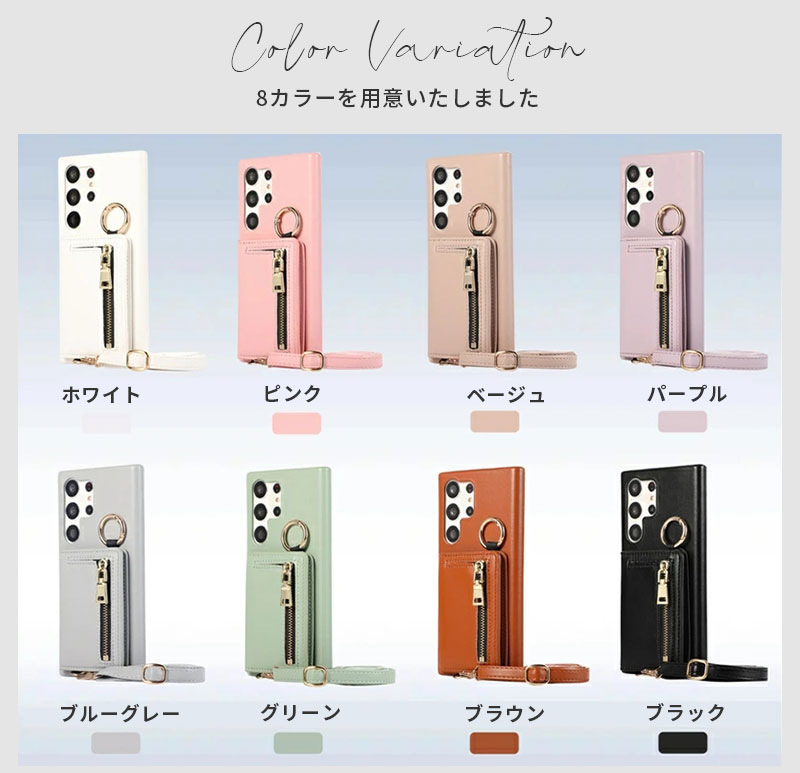 Color Variation
8カラーを用意いたしました
ホワイト
ピンク
ベージュ
パープル
ブルーグレー
グリーン
ブラウン
ブラック